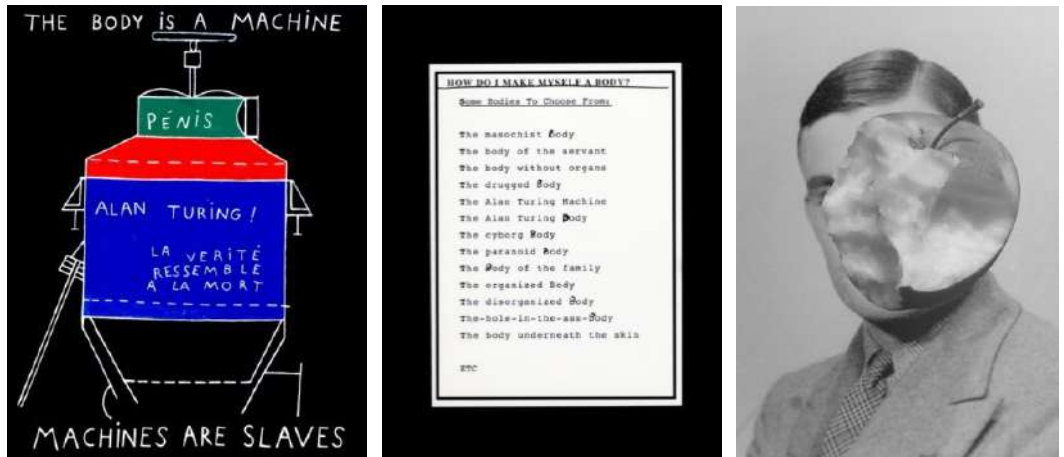 THE BODY iS A MACHINE
PÉNiS
ALAN TURING!
LA VERITÉ
RESSEMBLE
A LA MORT
MACHINES ARE SLAVES
HOW DO I MAKE MYSELF A BODY?
Some Bodies To Choose From:
The masochist Body
The body of the servant
The body without organs
The drugged Body
The Alan Turing Machine
The Alan Turing Body
The cyborg Body
The paranoid Body
The Body of the family
The organized Body
The disorganized Body
The-hole-in-the-ass-Body
The body underneath the skin
ETC